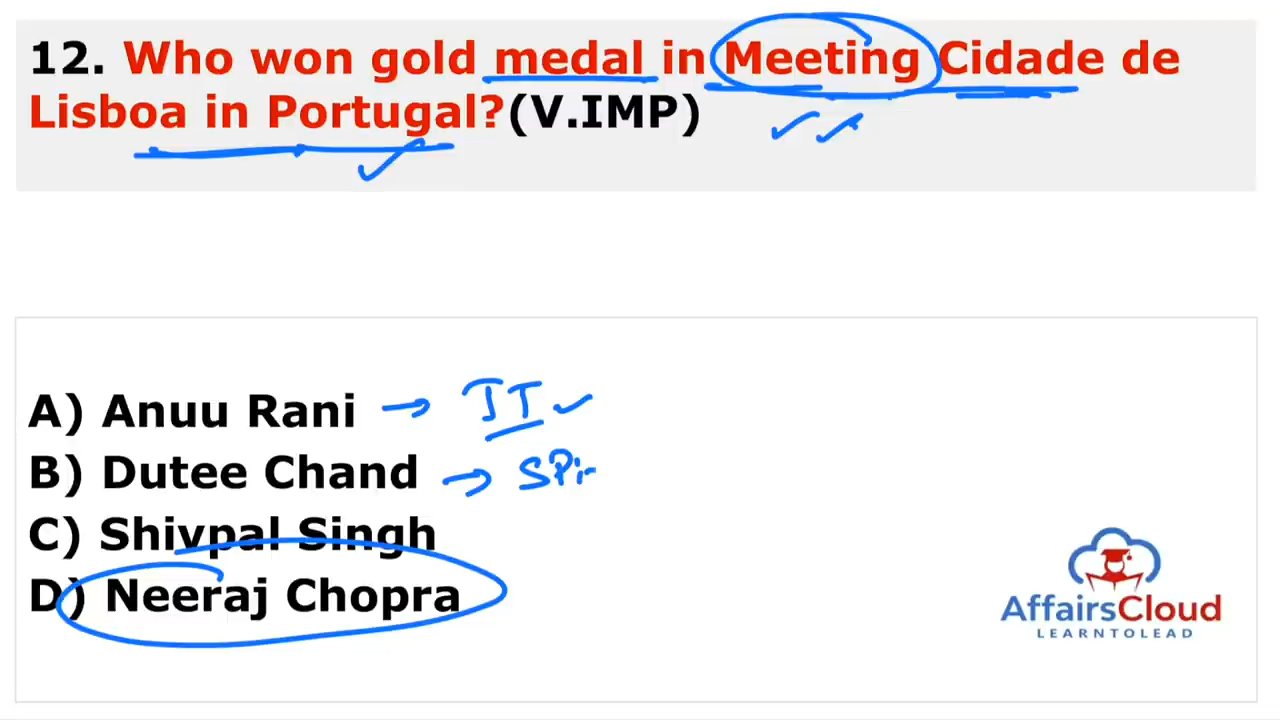 12. Who won gold medal in Meeting Cidade de
Lisboa in Portugal?(V.IMP)
A) Anuu Rani → JT
B) Dutee Chand → SPr
C) Shivpal Singh
D) Neeraj Chopra
AffairsCloud
LEARNTOLEAD